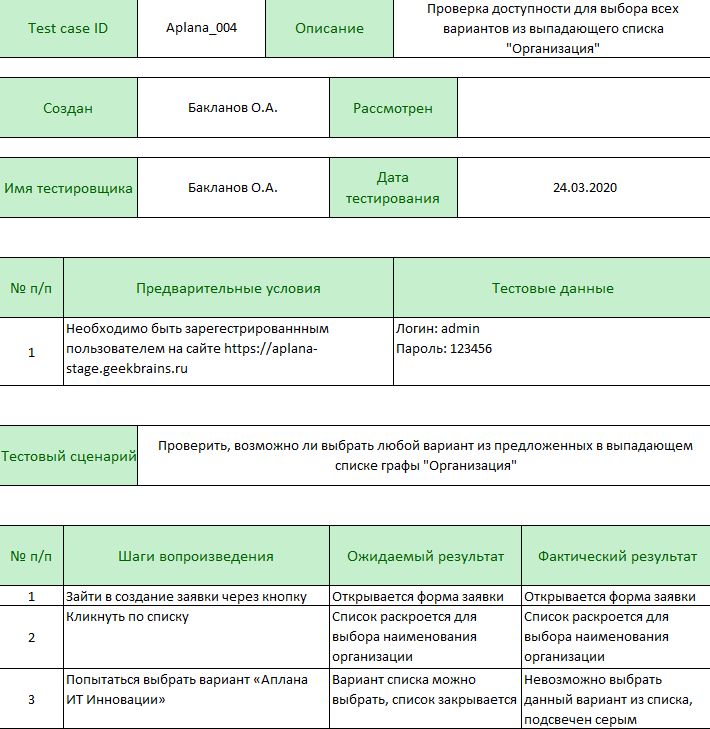 Test case ID
Aplana_004
Описание
Проверка доступности для выбора всех
вариантов из выпадающего списка
"Организация"
Создан
Бакланов О.А.
Рассмотрен
Имя тестировщика
Бакланов О.А.
Дата
тестирования
24.03.2020
№ п/п
Предварительные условия
Тестовые данные
1
Необходимо быть зарегестрированнным
пользователем на сайте https://aplana-
stage.geekbrains.ru
Логин: admin
Пароль: 123456
Тестовый сценарий
Проверить, возможно ли выбрать любой вариант из предложенных в выпадающем
списке графы "Организация"
№ п/п
Шаги вопроизведения
Ожидаемый результат
Фактический результат
1
Зайти в создание заявки через кнопку
Открывается форма заявки
Открывается форма заявки
2
Кликнуть по списку
Список раскроется для
выбора наименования
организации
Список раскроется для
выбора наименования
организации
3
Попытаться выбрать вариант «Аплана
ИТ Инновации»
Вариант списка можно
выбрать, список закрывается
Невозможно выбрать
данный вариант из списка,
подсвечен серым